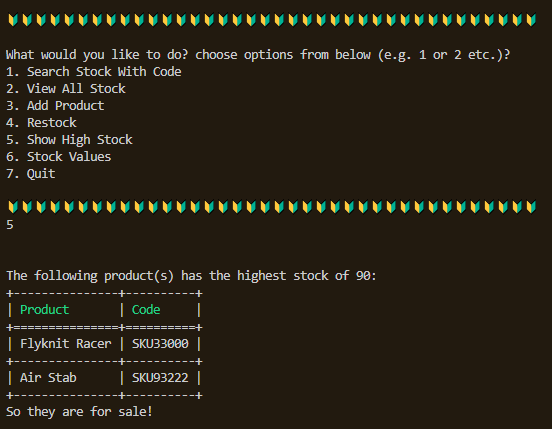 What would you like to do? choose options from below (e.g. 1 or 2 etc.)?
1. Search Stock With Code
2. View All Stock
3. Add Product
4. Restock
5. Show High Stock
6. Stock Values
7. Quit
5
The following product(s) has the highest stock of 90:
+---------------+----------+
| Product       | Code     |
+===============+==========+
| Flyknit Racer | SKU33000 |
+---------------+----------+
| Air Stab      | SKU93222 |
+---------------+----------+
So they are for sale!